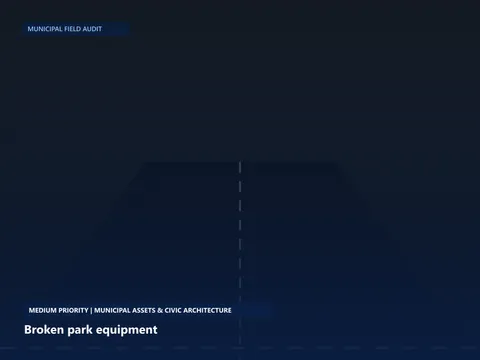 MUNICIPAL FIELD AUDIT
MEDIUM PRIORITY | MUNICIPAL ASSETS & CIVIC ARCHITECTURE
Broken park equipment